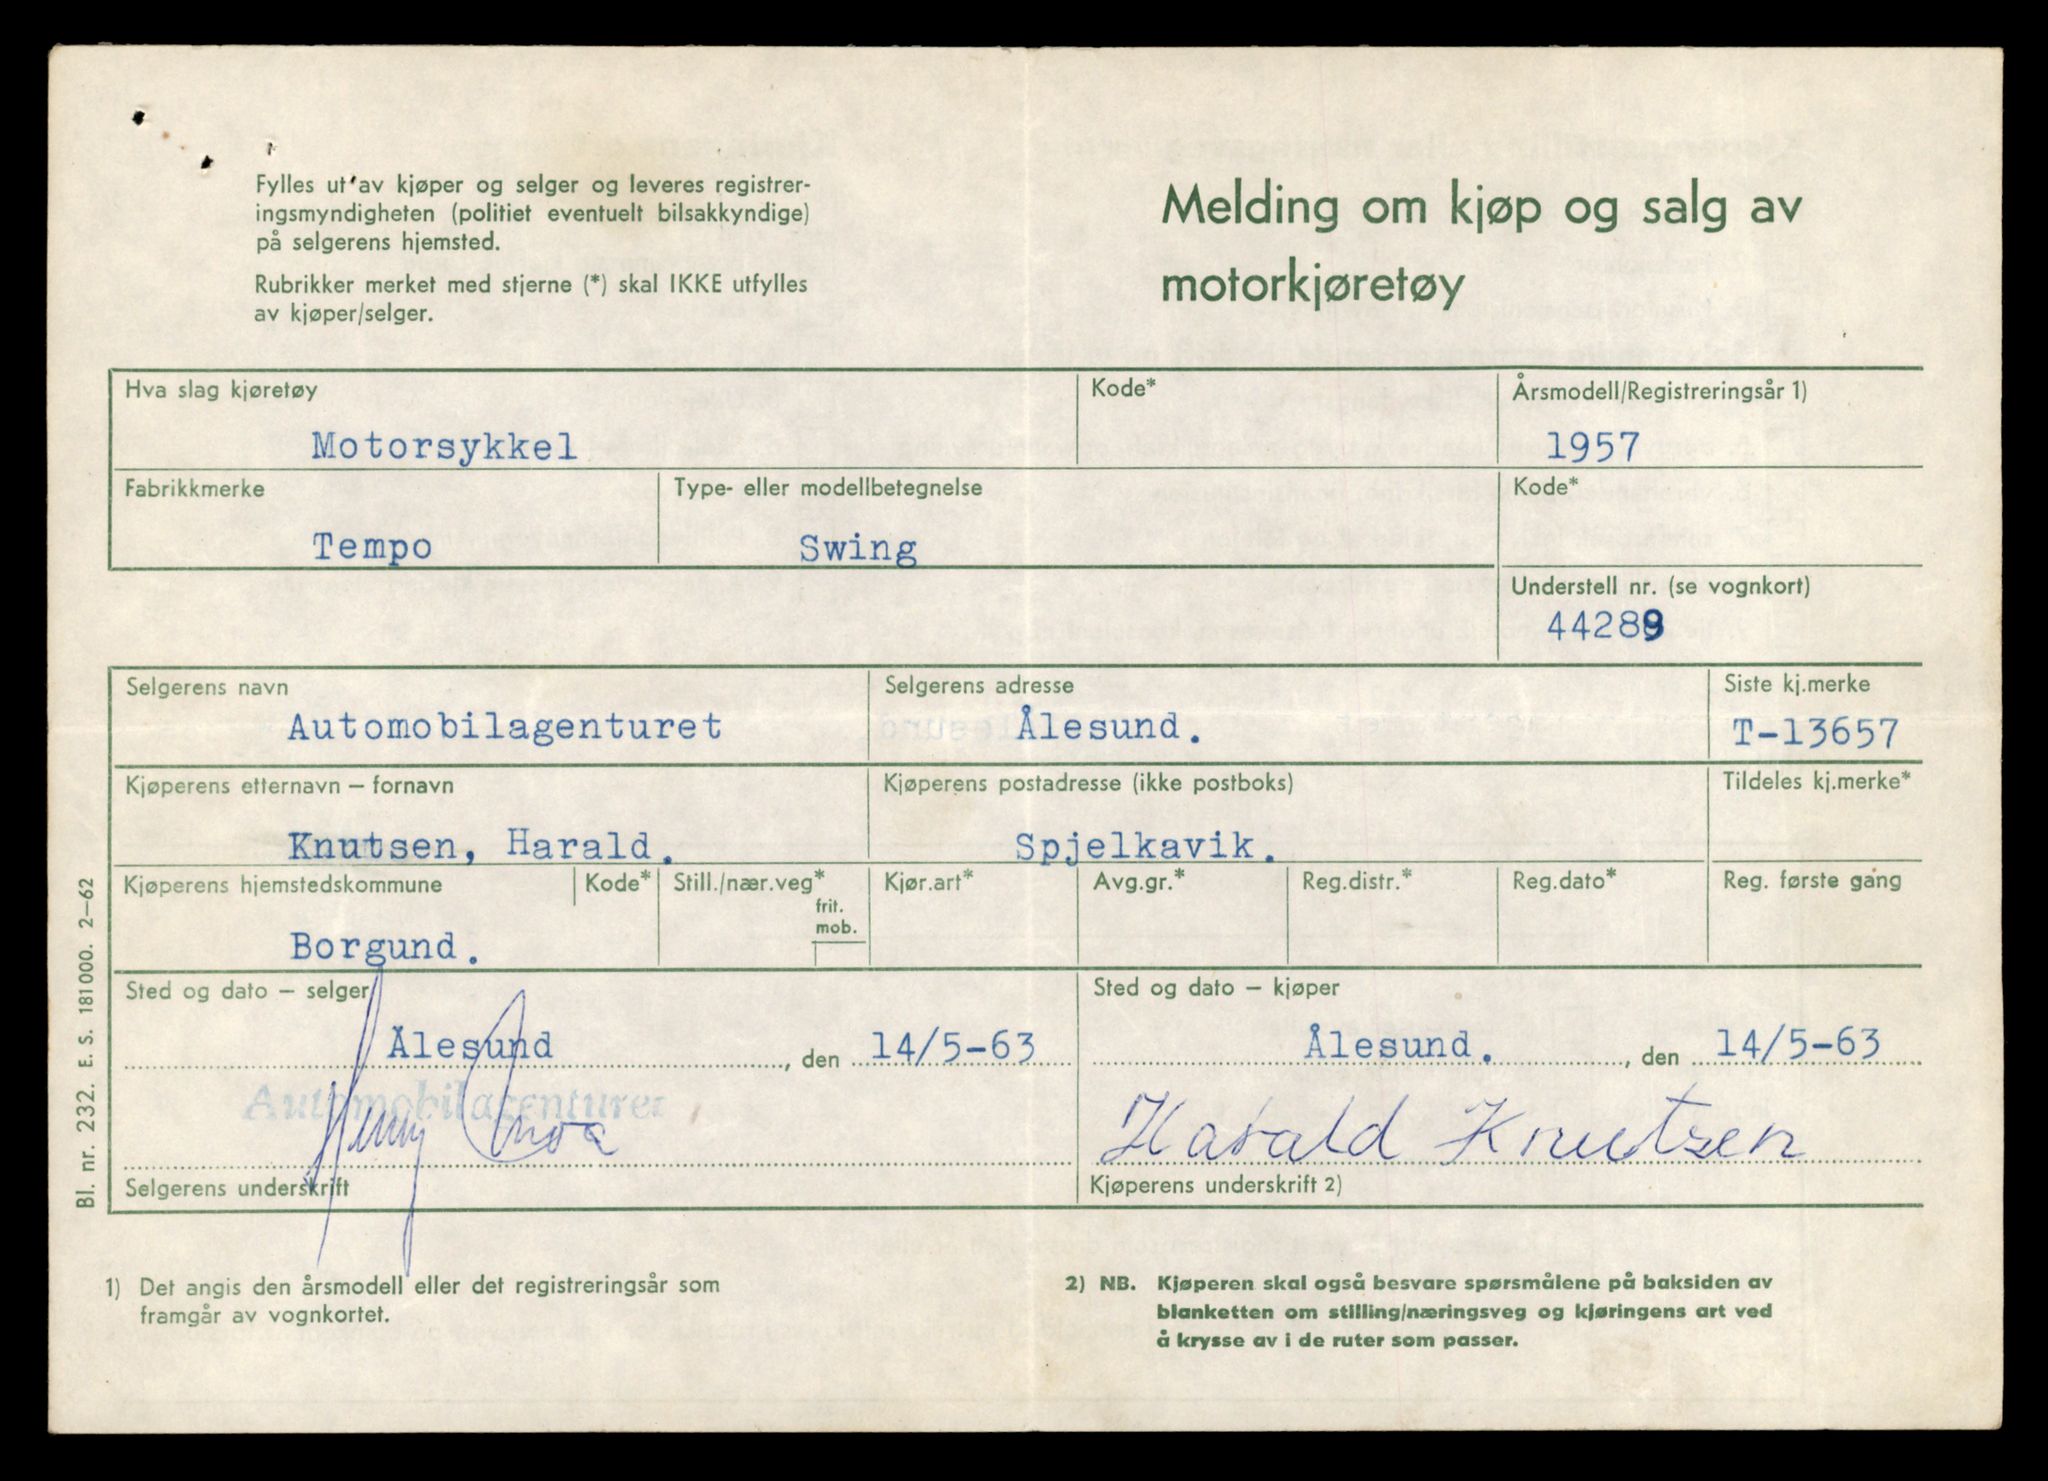 Fylles ut av kjøper og selger og leveres registrer-
ingsmyndigheten (politiet eventuelt bilsakkyndige)
på selgerens hjemsted.
Rubrikker merket med stjerne (*) skal IKKE utfylles
av kjøper/selger.
Melding om kjøp og salg av
motorkjøretøy
Hva slag kjøretøy
Motorsykkel
Kode*
Årsmodell/Registreringsår 1)
1957
Fabrikkmerke
Tempo
Type- eller modellbetegnelse
Swing
Kode*
Understell nr. (se vognkort)
44289
Selgerens navn
Automobilagenturet
Selgerens adresse
Ålesund.
Siste kj.merke
T-13657
Kjøperens etternavn – fornavn
Knutsen, Harald.
Kjøperens postadresse (ikke postboks)
Spjelkavik.
Tildeles kj.merke*
Kjøperens hjemstedskommune
Borgund.
Kode*
Still./nær.veg*
frit.
mob.
Kjør.art*
Avg.gr.*
Reg.distr.*
Reg.dato*
Reg. første gang
Sted og dato – selger
Ålesund, den 14/5-63
Automobilagenturet
Henry
Selgerens underskrift
Sted og dato – kjøper
Ålesund., den 14/5-63
Harald Knutsen
Kjøperens underskrift 2)
1) Det angis den årsmodell eller det registreringsår som
framgår av vognkortet.
2) NB. Kjøperen skal også besvare spørsmålene på baksiden av
blanketten om stilling/næringsveg og kjøringens art ved
å krysse av i de ruter som passer.
Bl. nr. 232. E. S. 181000. 2–62